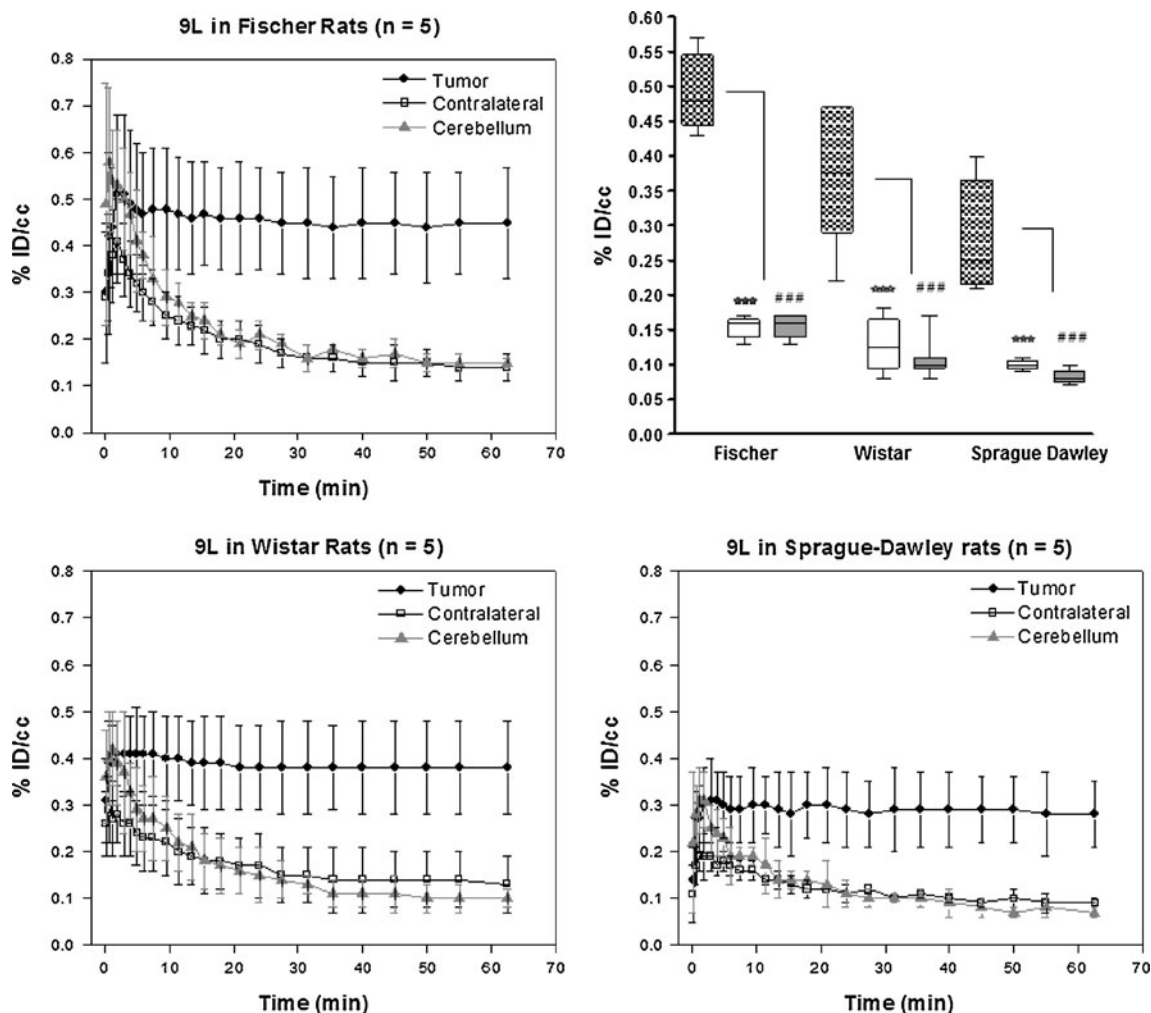 9L in Fischer Rats (n = 5)
0.8
0.7
0.6
0.5
0.4
0.3
0.2
0.1
0.0
% ID/cc
Tumor
Contralateral
Cerebellum
0 10 20 30 40 50 60 70
Time (min)
0.60
0.55
0.50
0.45
0.40
0.35
0.30
0.25
0.20
0.15
0.10
0.05
0.00
% ID/cc
*** ###
*** ###
*** ###
Fischer Wistar Sprague Dawley
9L in Wistar Rats (n = 5)
0.8
0.7
0.6
0.5
0.4
0.3
0.2
0.1
0.0
% ID/cc
Tumor
Contralateral
Cerebellum
0 10 20 30 40 50 60 70
Time (min)
9L in Sprague-Dawley rats (n = 5)
0.8
0.7
0.6
0.5
0.4
0.3
0.2
0.1
0.0
% ID/cc
Tumor
Contralateral
Cerebellum
0 10 20 30 40 50 60 70
Time (min)